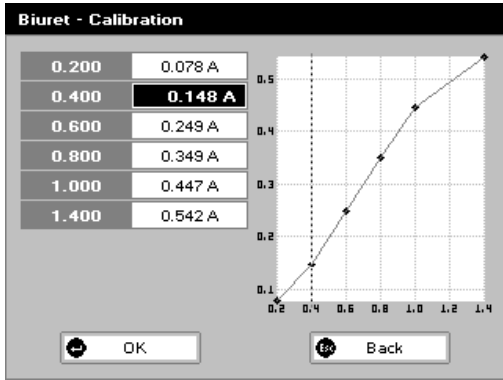 Biuret - Calibration
0.200 0.078 A
0.400 0.148 A
0.600 0.249 A
0.800 0.349 A
1.000 0.447 A
1.400 0.542 A
0.5
0.4
0.3
0.2
0.1
0.2 0.4 0.6 0.8 1.0 1.2 1.4
OK
Esc Back